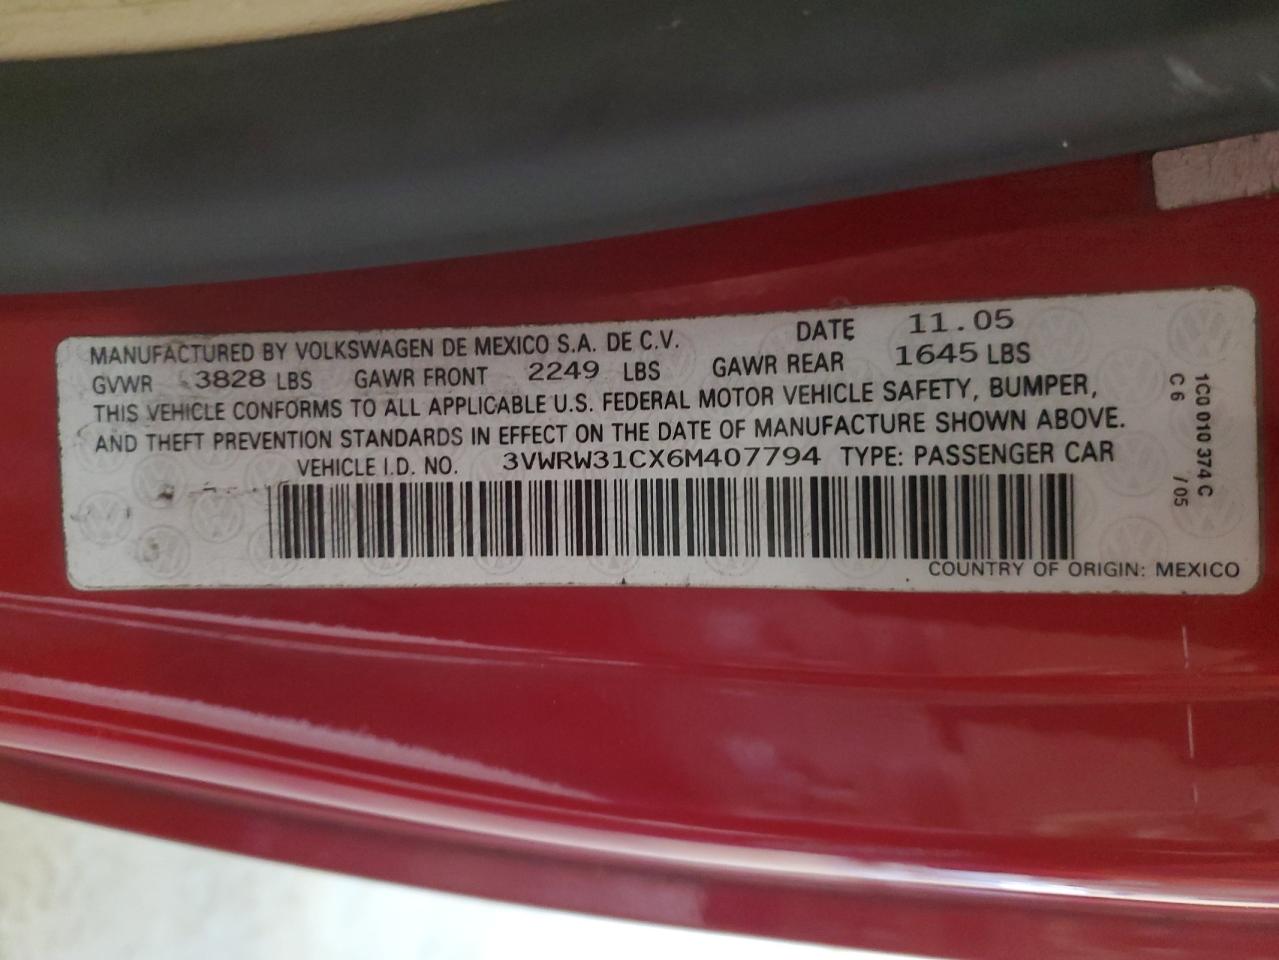 MANUFACTURED BY VOLKSWAGEN DE MEXICO S.A. DE C.V. DATE 11.05
GVWR 3828 LBS GAWR FRONT 2249 LBS GAWR REAR 1645 LBS
THIS VEHICLE CONFORMS TO ALL APPLICABLE U.S. FEDERAL MOTOR VEHICLE SAFETY, BUMPER,
AND THEFT PREVENTION STANDARDS IN EFFECT ON THE DATE OF MANUFACTURE SHOWN ABOVE.
VEHICLE I.D. NO. 3VWRW31CX6M407794 TYPE: PASSENGER CAR
COUNTRY OF ORIGIN: MEXICO
1C0 010 374 C
C 6 / 05